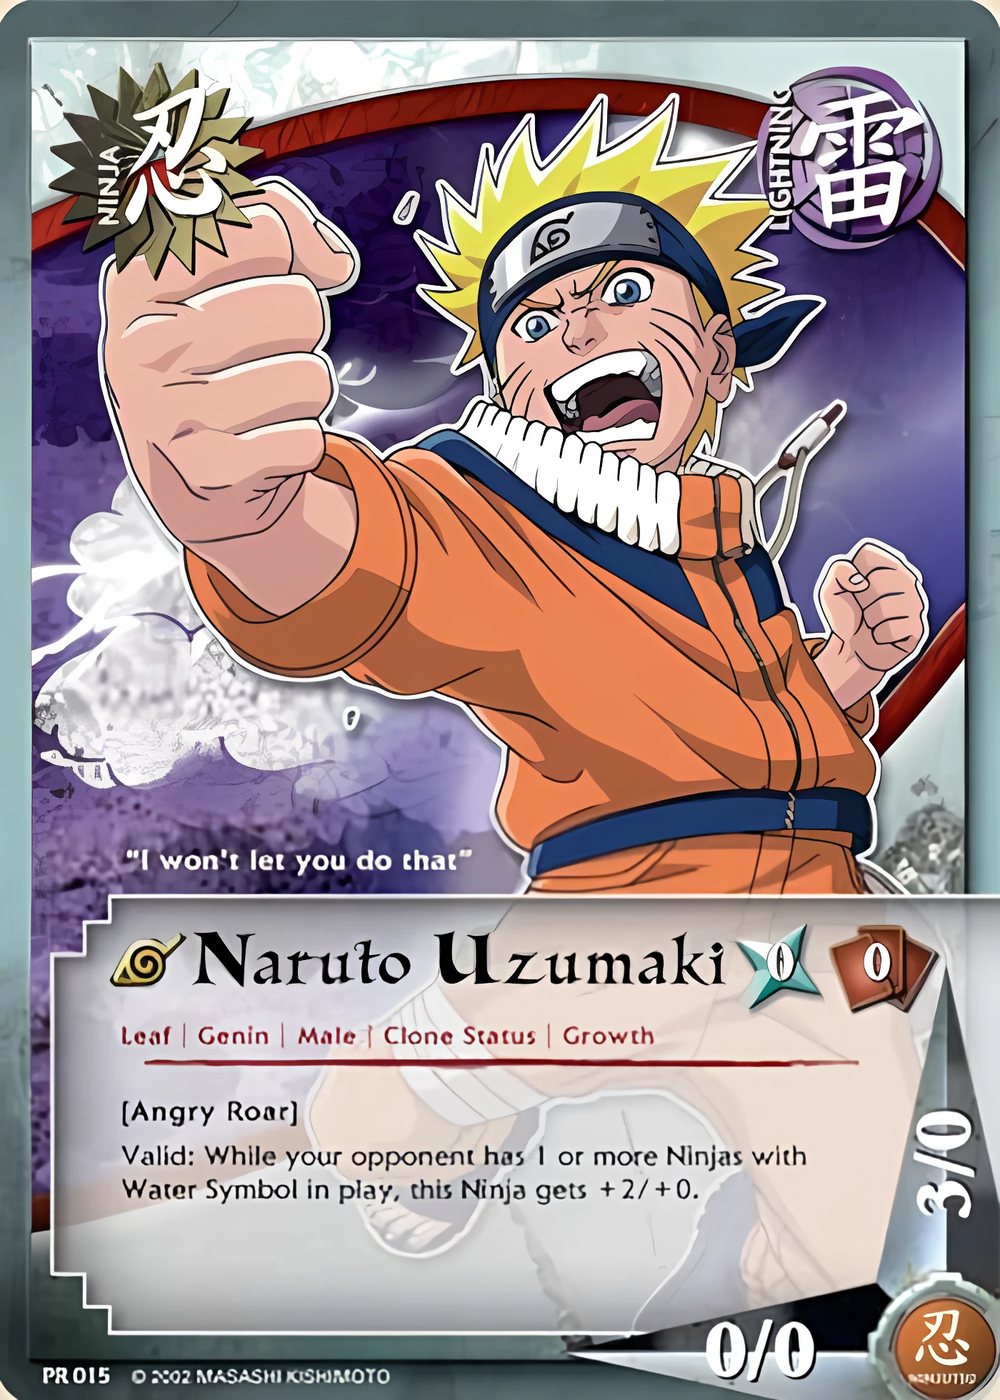 NINJA
忍
LIGHTNING
雷
"I won't let you do that"
Naruto Uzumaki 0 0
Leaf | Genin | Male | Clone Status | Growth
[Angry Roar]
Valid: While your opponent has 1 or more Ninjas with
Water Symbol in play, this Ninja gets +2/+0.
3/0
0/0
忍
PR 015 © 2002 MASASHI KISHIMOTO